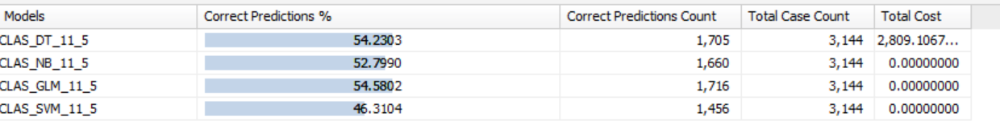 Models Correct Predictions % Correct Predictions Count Total Case Count Total Cost
CLAS_DT_11_5 54.2303 1,705 3,144 2,809.1067...
CLAS_NB_11_5 52.7990 1,660 3,144 0.00000000
CLAS_GLM_11_5 54.5802 1,716 3,144 0.00000000
CLAS_SVM_11_5 46.3104 1,456 3,144 0.00000000